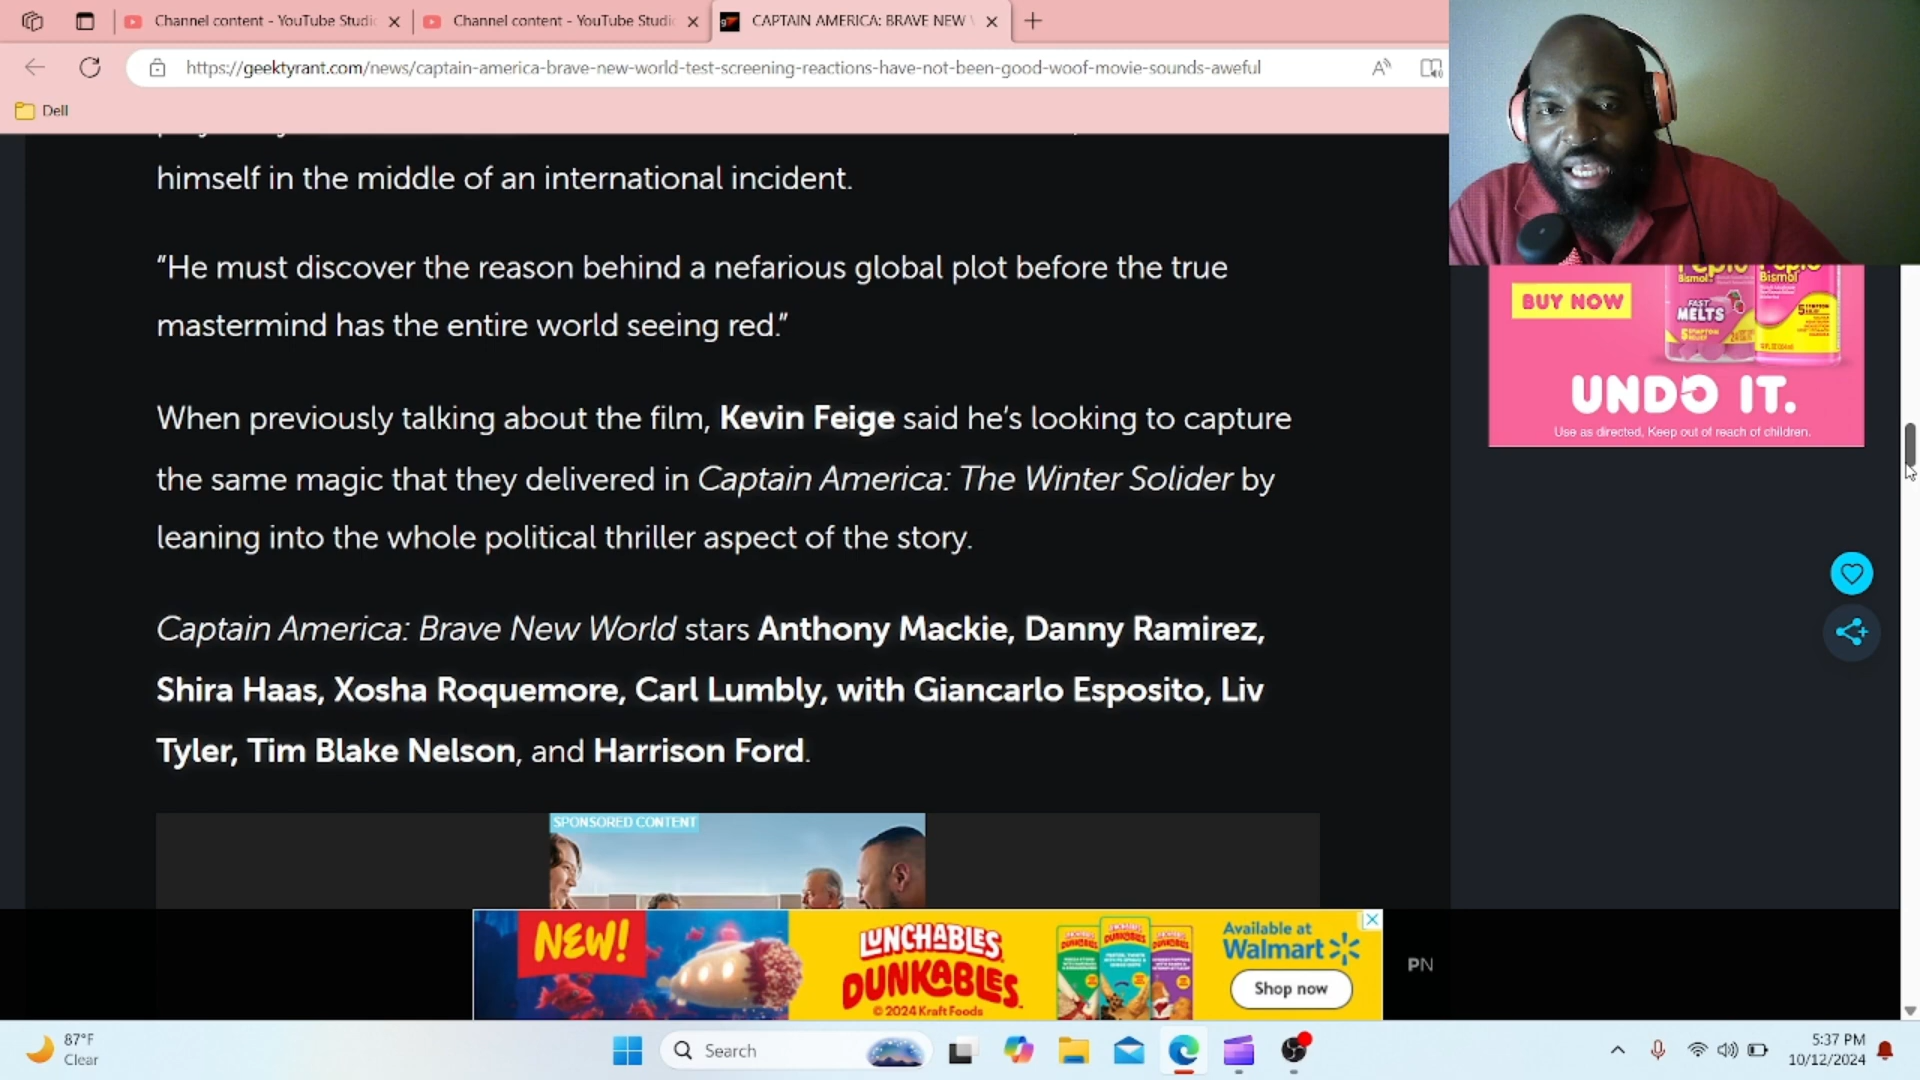 Channel content - YouTube Studi
Channel content - YouTube Studi
CAPTAIN AMERICA: BRAVE NEW
https://geektyrant.com/news/captain-america-brave-new-world-test-screening-reactions-have-not-been-good-woof-movie-sounds-aweful
Dell
himself in the middle of an international incident.
“He must discover the reason behind a nefarious global plot before the true
mastermind has the entire world seeing red.”
When previously talking about the film, Kevin Feige said he’s looking to capture
the same magic that they delivered in Captain America: The Winter Solider by
leaning into the whole political thriller aspect of the story.
Captain America: Brave New World stars Anthony Mackie, Danny Ramirez,
Shira Haas, Xosha Roquemore, Carl Lumbly, with Giancarlo Esposito, Liv
Tyler, Tim Blake Nelson, and Harrison Ford.
BUY NOW
Bismol
FAST
MELTS
Bismol
UNDO IT.
Use as directed, Keep out of reach of children.
SPONSORED CONTENT
NEW!
LUNCHABLES
DUNKABLES
© 2024 Kraft Foods
Available at
Walmart
Shop now
PN
87°F
Clear
Search
5:37 PM
10/12/2024